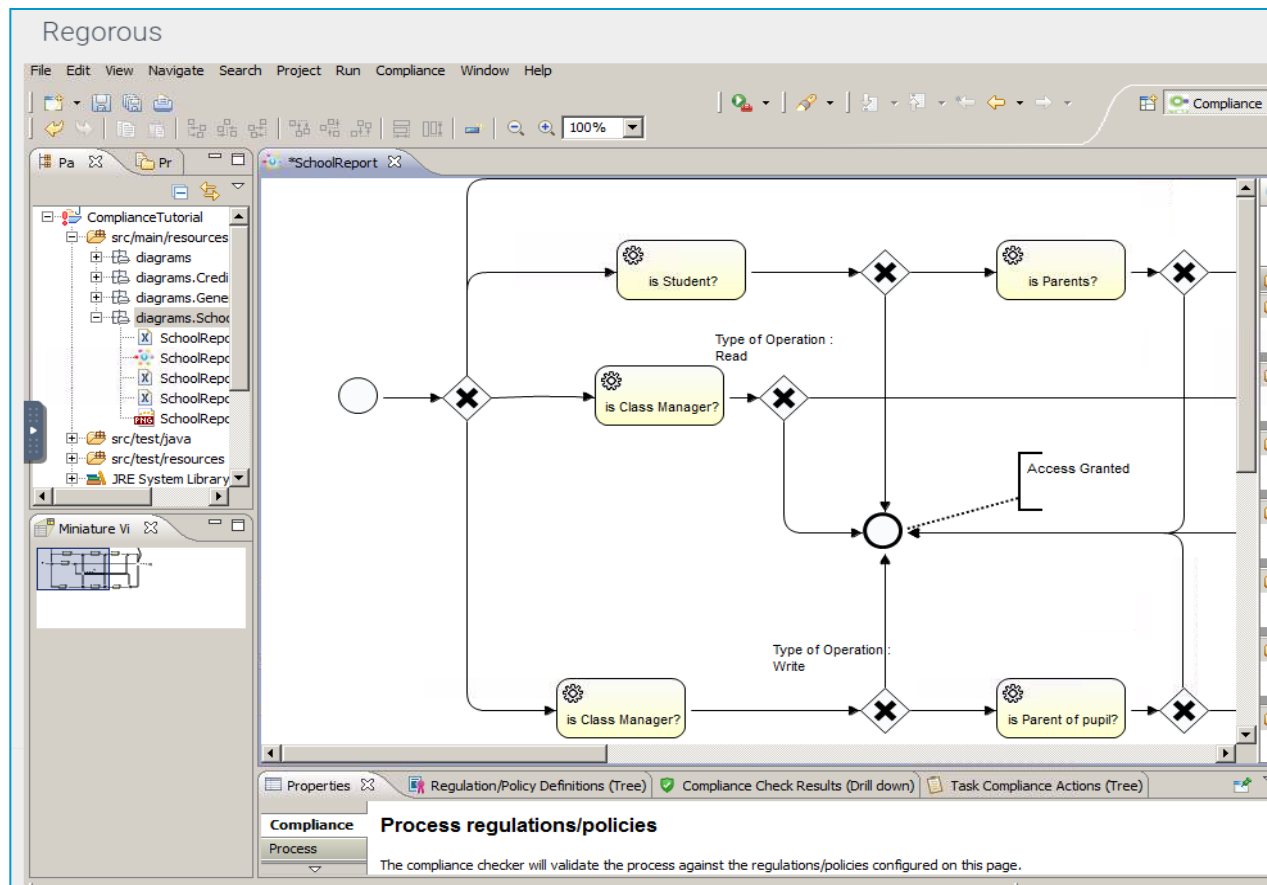 Regorous
File Edit View Navigate Search Project Run Compliance Window Help
Compliance
100%
Pa Pr
*SchoolReport
ComplianceTutorial
src/main/resources
diagrams
diagrams.Credi
diagrams.Gene
diagrams.Schoo
SchoolRepo
SchoolRepo
SchoolRepo
SchoolRepo
SchoolRepo
src/test/java
src/test/resources
JRE System Library
Miniature Vi
is Student?
is Parents?
Type of Operation :
Read
is Class Manager?
Access Granted
Type of Operation :
Write
is Class Manager?
is Parent of pupil?
Properties Regulation/Policy Definitions (Tree) Compliance Check Results (Drill down) Task Compliance Actions (Tree)
Compliance
Process
Process regulations/policies
The compliance checker will validate the process against the regulations/policies configured on this page.